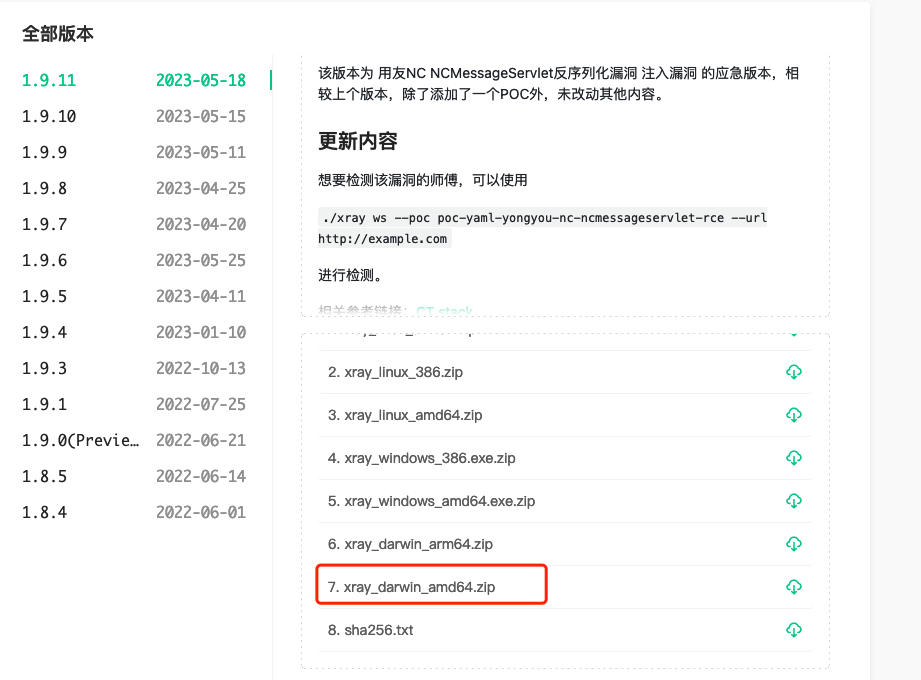 全部版本
1.9.11 2023-05-18
1.9.10 2023-05-15
1.9.9 2023-05-11
1.9.8 2023-04-25
1.9.7 2023-04-20
1.9.6 2023-05-25
1.9.5 2023-04-11
1.9.4 2023-01-10
1.9.3 2022-10-13
1.9.1 2022-07-25
1.9.0(Previe… 2022-06-21
1.8.5 2022-06-14
1.8.4 2022-06-01
该版本为 用友NC NCMessageServlet反序列化漏洞 注入漏洞 的应急版本，相
较上个版本，除了添加了一个POC外，未改动其他内容。
更新内容
想要检测该漏洞的师傅，可以使用
./xray ws --poc poc-yaml-yongyou-nc-ncmessageservlet-rce --url
http://example.com
进行检测。
相关参考链接：CT stack
2. xray_linux_386.zip
3. xray_linux_amd64.zip
4. xray_windows_386.exe.zip
5. xray_windows_amd64.exe.zip
6. xray_darwin_arm64.zip
7. xray_darwin_amd64.zip
8. sha256.txt